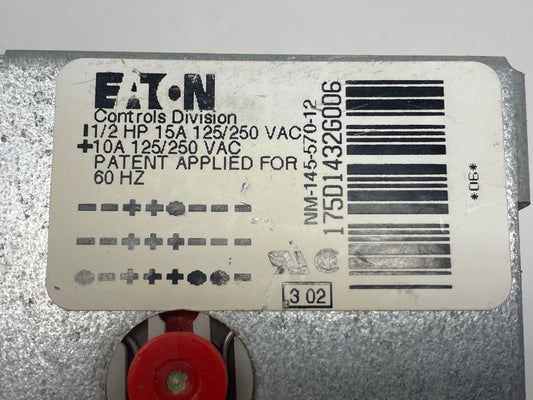 EATON
Controls Division
1/2 HP 15A 125/250 VAC
+10A 125/250 VAC
PATENT APPLIED FOR
60 HZ
NM-145-570-12
175D1432G006
*06*
3 02